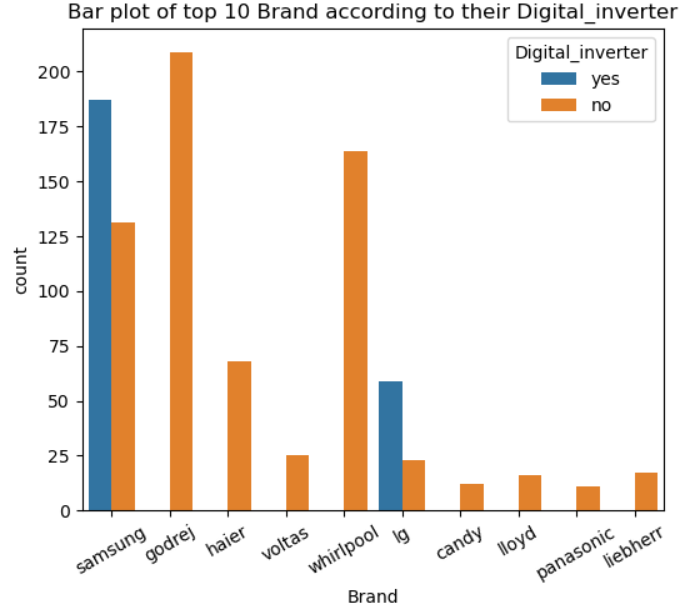 Bar plot of top 10 Brand according to their Digital_inverter
Digital_inverter
yes
no
200
175
150
125
100
75
50
25
0
count
samsung
godrej
haier
voltas
whirlpool
lg
candy
lloyd
panasonic
liebherr
Brand